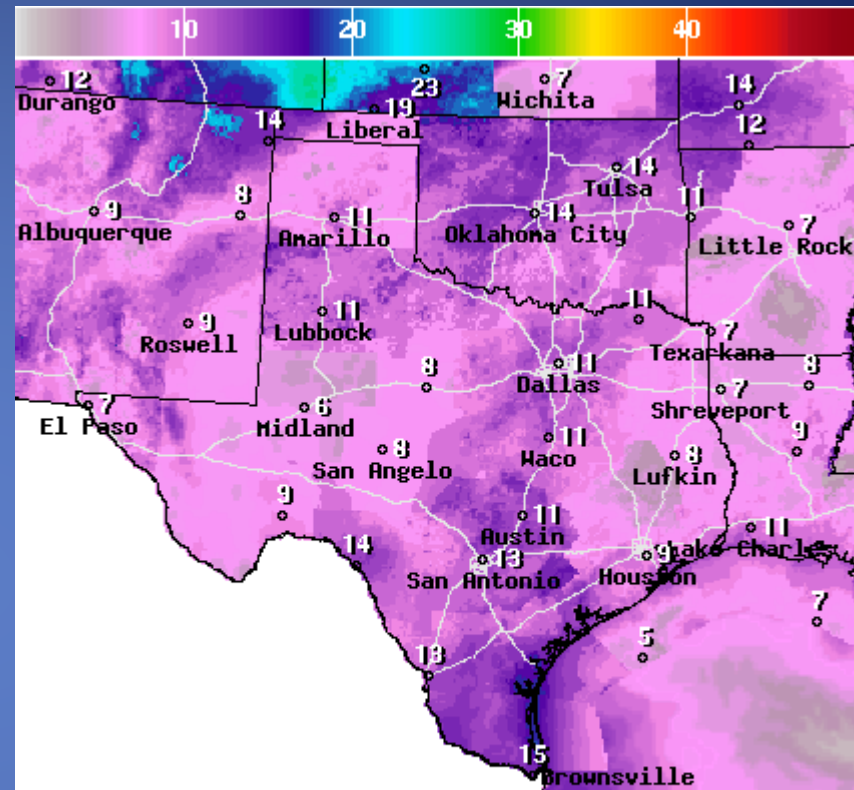 10 20 30 40
12 23 7
Durango 19 Wichita 14
14 Liberal 12
14
Tulsa
9 8 11 14 11 7
Albuquerque Amarillo Oklahoma City Little Rock
9 11 11 7
Roswell Lubbock Texarkana
11
8 Dallas 7 8
7 6 Shreveport
El Paso Midland
8 11 8 9
San Angelo Waco Lufkin
9 11 11
Austin
14 13 9 Lake Charles
San Antonio Houston
7
5
13
15
Brownsville